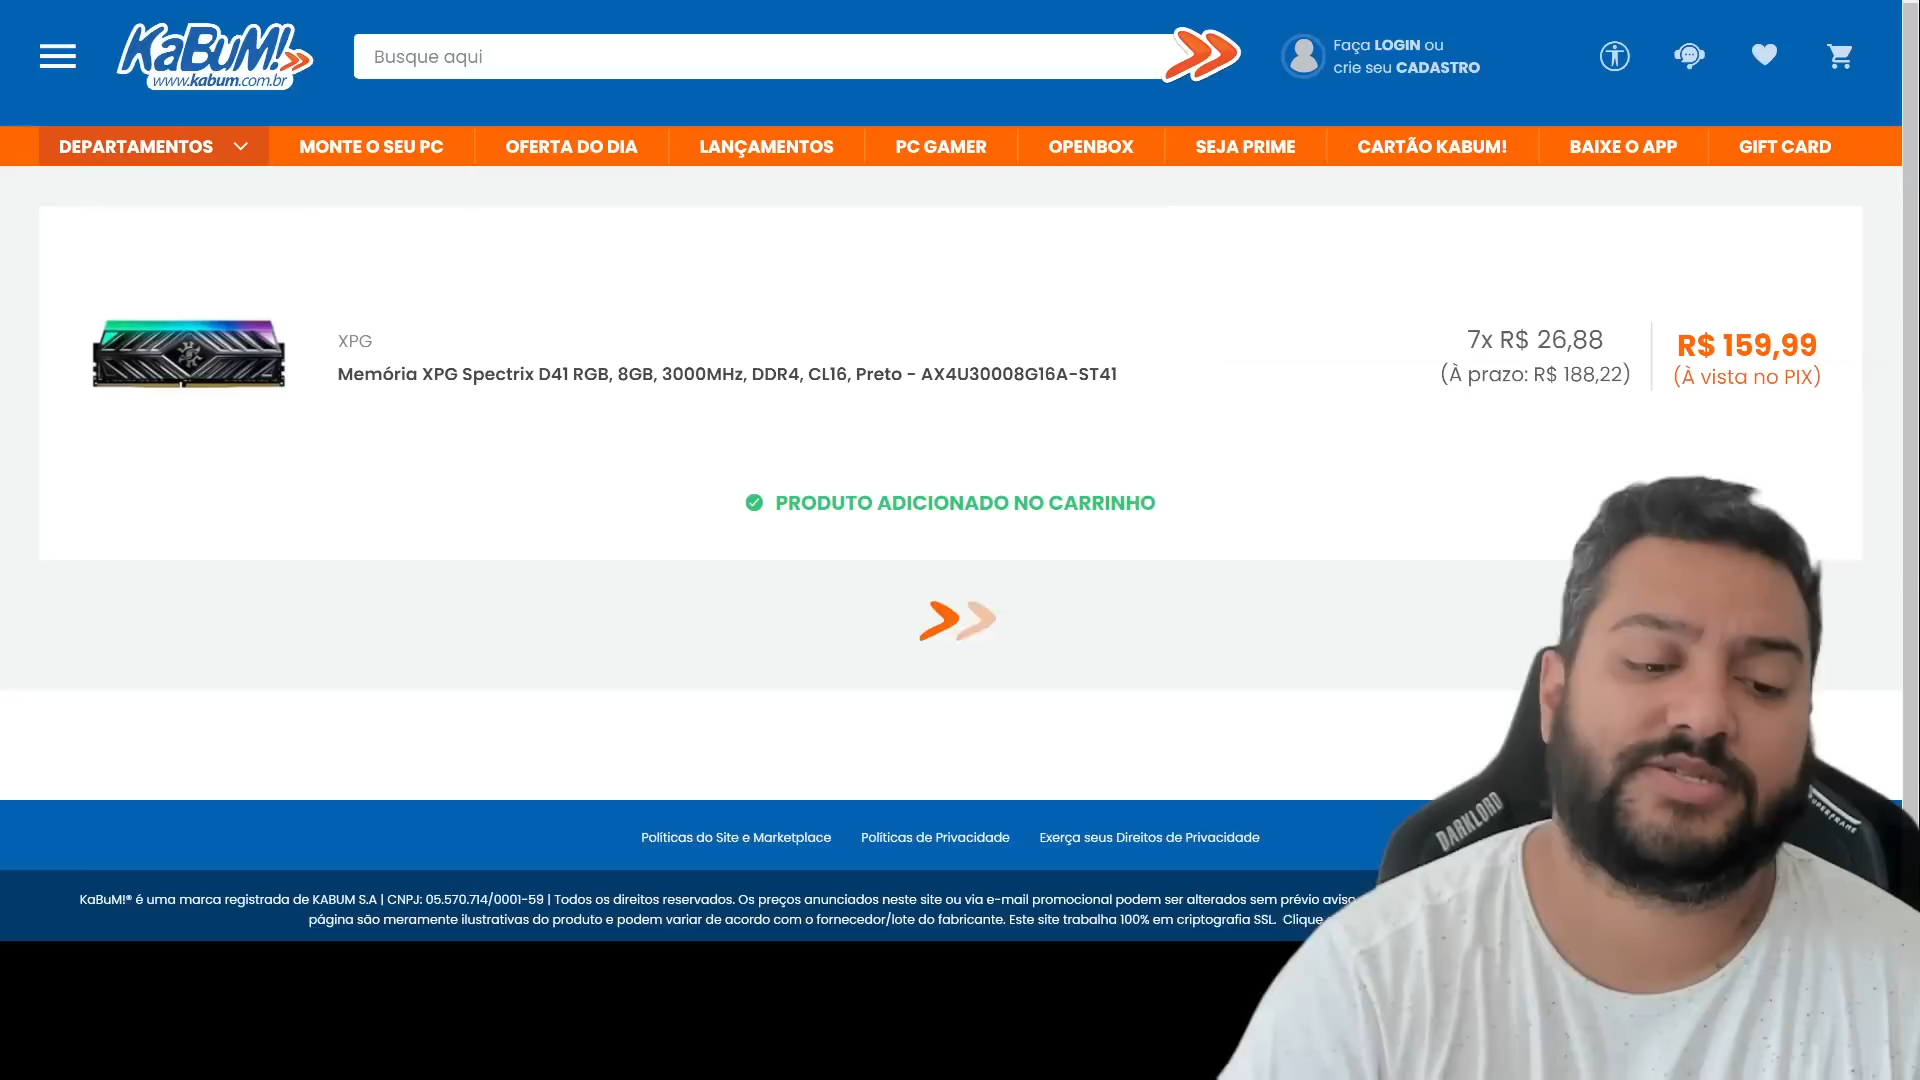 KaBuM!
www.kabum.com.br
Busque aqui
Faça LOGIN ou
crie seu CADASTRO
DEPARTAMENTOS
MONTE O SEU PC
OFERTA DO DIA
LANÇAMENTOS
PC GAMER
OPENBOX
SEJA PRIME
CARTÃO KABUM!
BAIXE O APP
GIFT CARD
XPG
Memória XPG Spectrix D41 RGB, 8GB, 3000MHz, DDR4, CL16, Preto - AX4U30008G16A-ST41
7x R$ 26,88
(À prazo: R$ 188,22)
R$ 159,99
(À vista no PIX)
PRODUTO ADICIONADO NO CARRINHO
DARKLORD
SUPERFRAME
Políticas do Site e Marketplace
Políticas de Privacidade
Exerça seus Direitos de Privacidade
KaBuM!® é uma marca registrada de KABUM S.A | CNPJ: 05.570.714/0001-59 | Todos os direitos reservados. Os preços anunciados neste site ou via e-mail promocional podem ser alterados sem prévio aviso
página são meramente ilustrativas do produto e podem variar de acordo com o fornecedor/lote do fabricante. Este site trabalha 100% em criptografia SSL. Clique